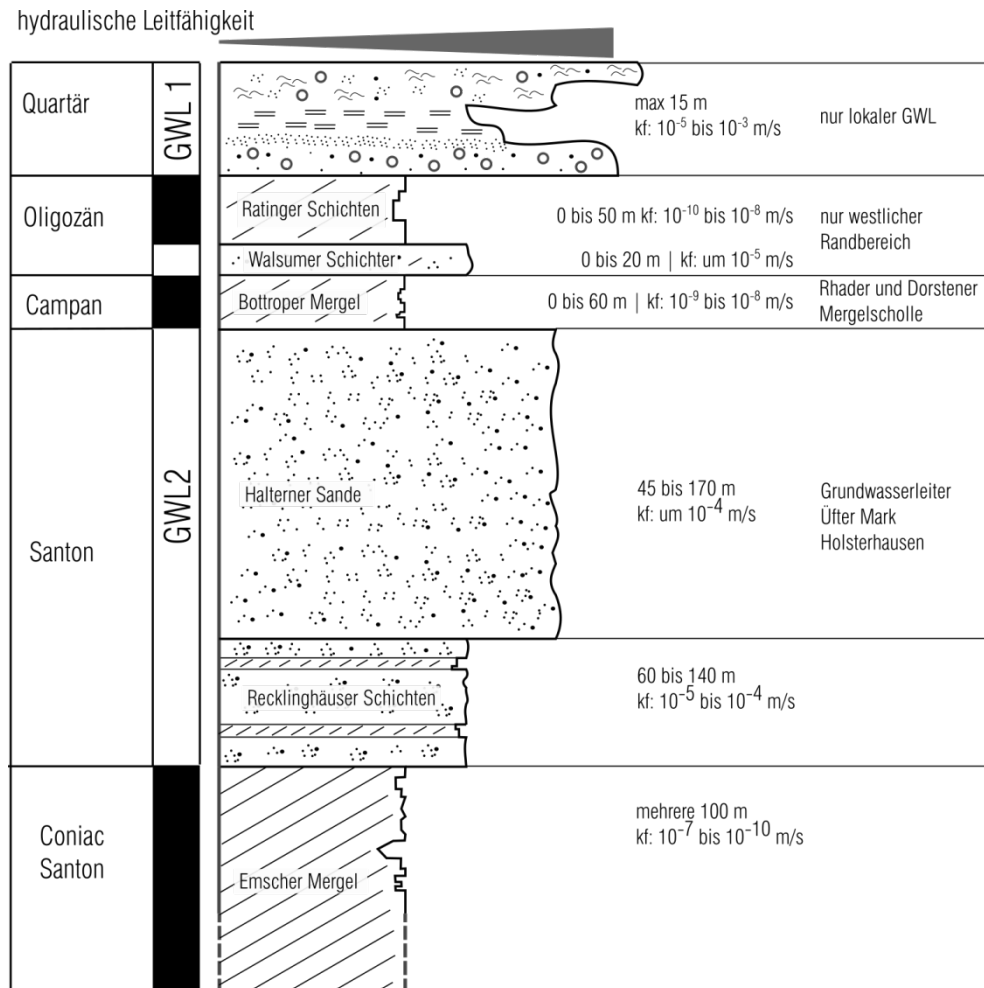 hydraulische Leitfähigkeit
Quartär
GWL 1
max 15 m
kf: 10⁻⁵ bis 10⁻³ m/s
nur lokaler GWL
Oligozän
Ratinger Schichten
0 bis 50 m kf: 10⁻¹⁰ bis 10⁻⁸ m/s
nur westlicher
Randbereich
Walsumer Schichter
0 bis 20 m | kf: um 10⁻⁵ m/s
Campan
Bottroper Mergel
0 bis 60 m | kf: 10⁻⁹ bis 10⁻⁸ m/s
Rhader und Dorstener
Mergelscholle
Santon
GWL2
Halterner Sande
45 bis 170 m
kf: um 10⁻⁴ m/s
Grundwasserleiter
Üfter Mark
Holsterhausen
Recklinghäuser Schichten
60 bis 140 m
kf: 10⁻⁵ bis 10⁻⁴ m/s
Coniac
Santon
Emscher Mergel
mehrere 100 m
kf: 10⁻⁷ bis 10⁻¹⁰ m/s